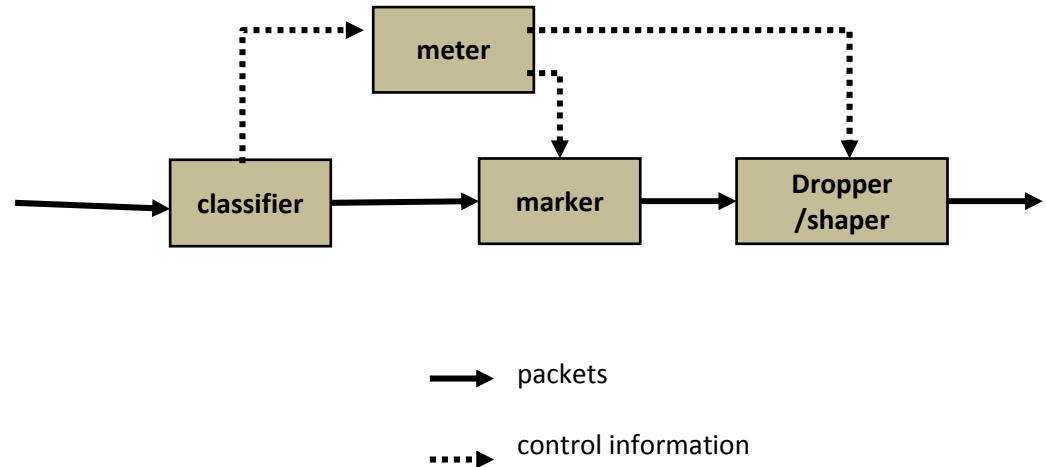 meter
classifier
marker
Dropper
/shaper
packets
control information